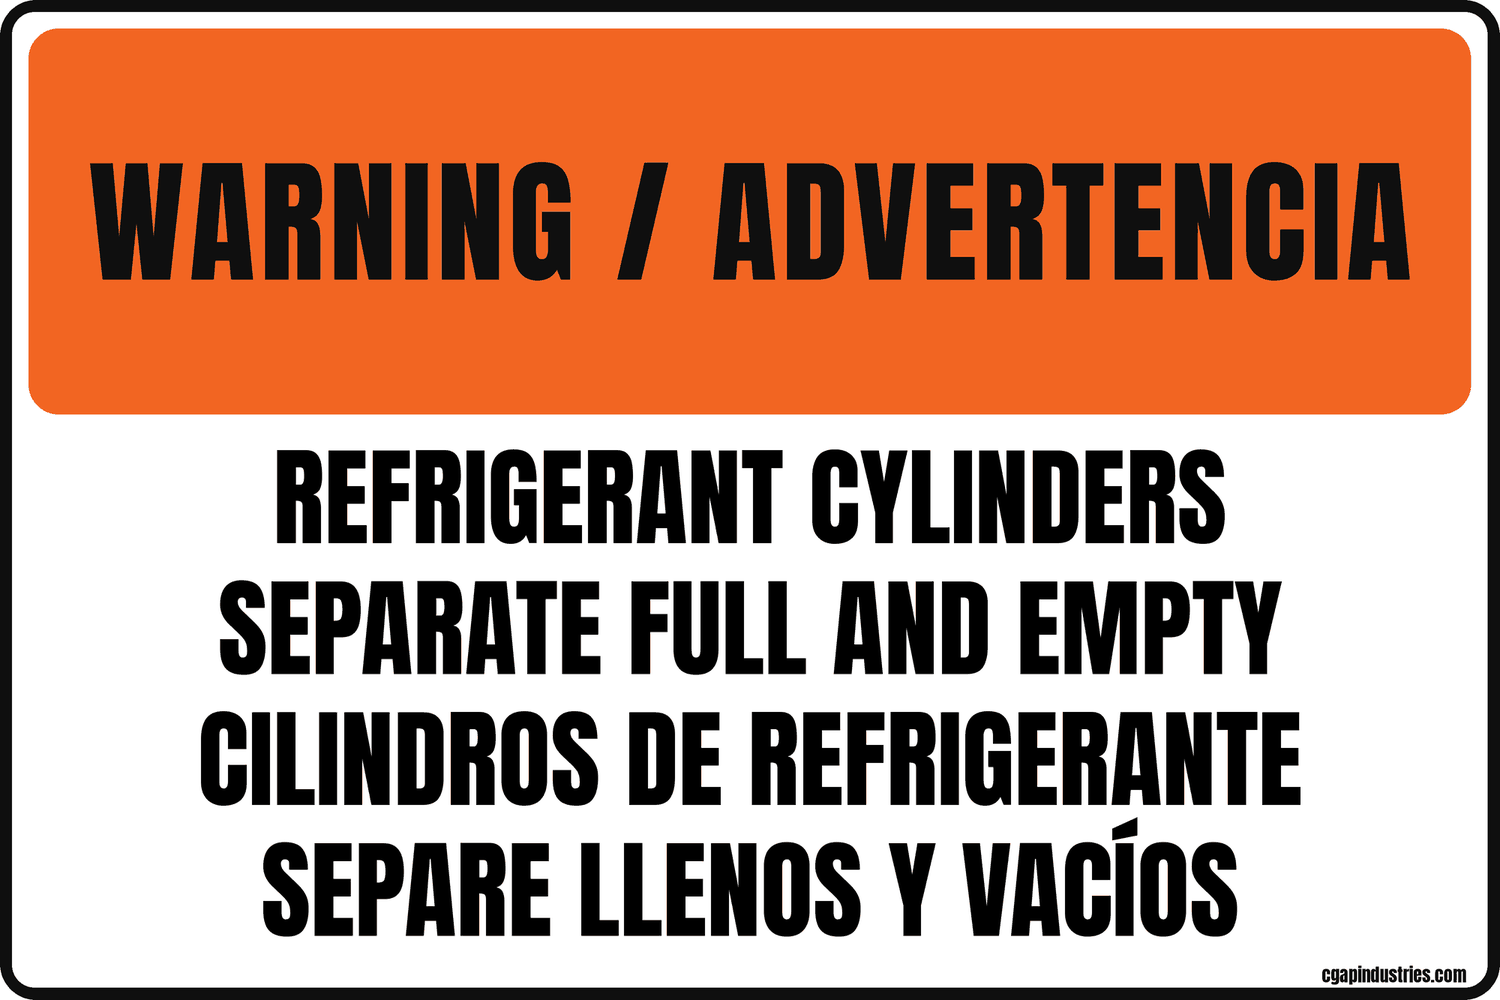 WARNING / ADVERTENCIA
REFRIGERANT CYLINDERS
SEPARATE FULL AND EMPTY
CILINDROS DE REFRIGERANTE
SEPARE LLENOS Y VACÍOS
cgapindustries.com